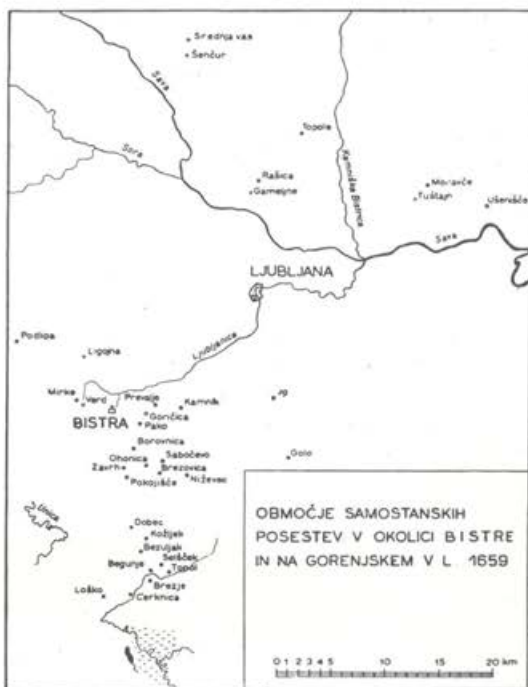 Srednja vas
Šenčur
Sava
Sora
Topole
Kamniška Bistrica
Rašica
Gameljne
Moravče
Tuštajn
Ušenišče
Sava
LJUBLJANA
Ljubljanica
Podlipa
Ligojna
Mirke
Verd
Prevalje
Kamnik
Ig
BISTRA
Goričica
Pako
Borovnica
Ohonica
Sabočevo
Golo
Zavrh
Brezovica
Pokojišče
Niževec
Unica
Dobec
Kožljek
Bezuljak
Selšček
Begunje
Topol
Brezje
Loško
Cerknica
OBMOČJE SAMOSTANSKIH
POSESTEV V OKOLICI BISTRE
IN NA GORENJSKEM V L. 1659
0 1 2 3 4 5 10 20 km